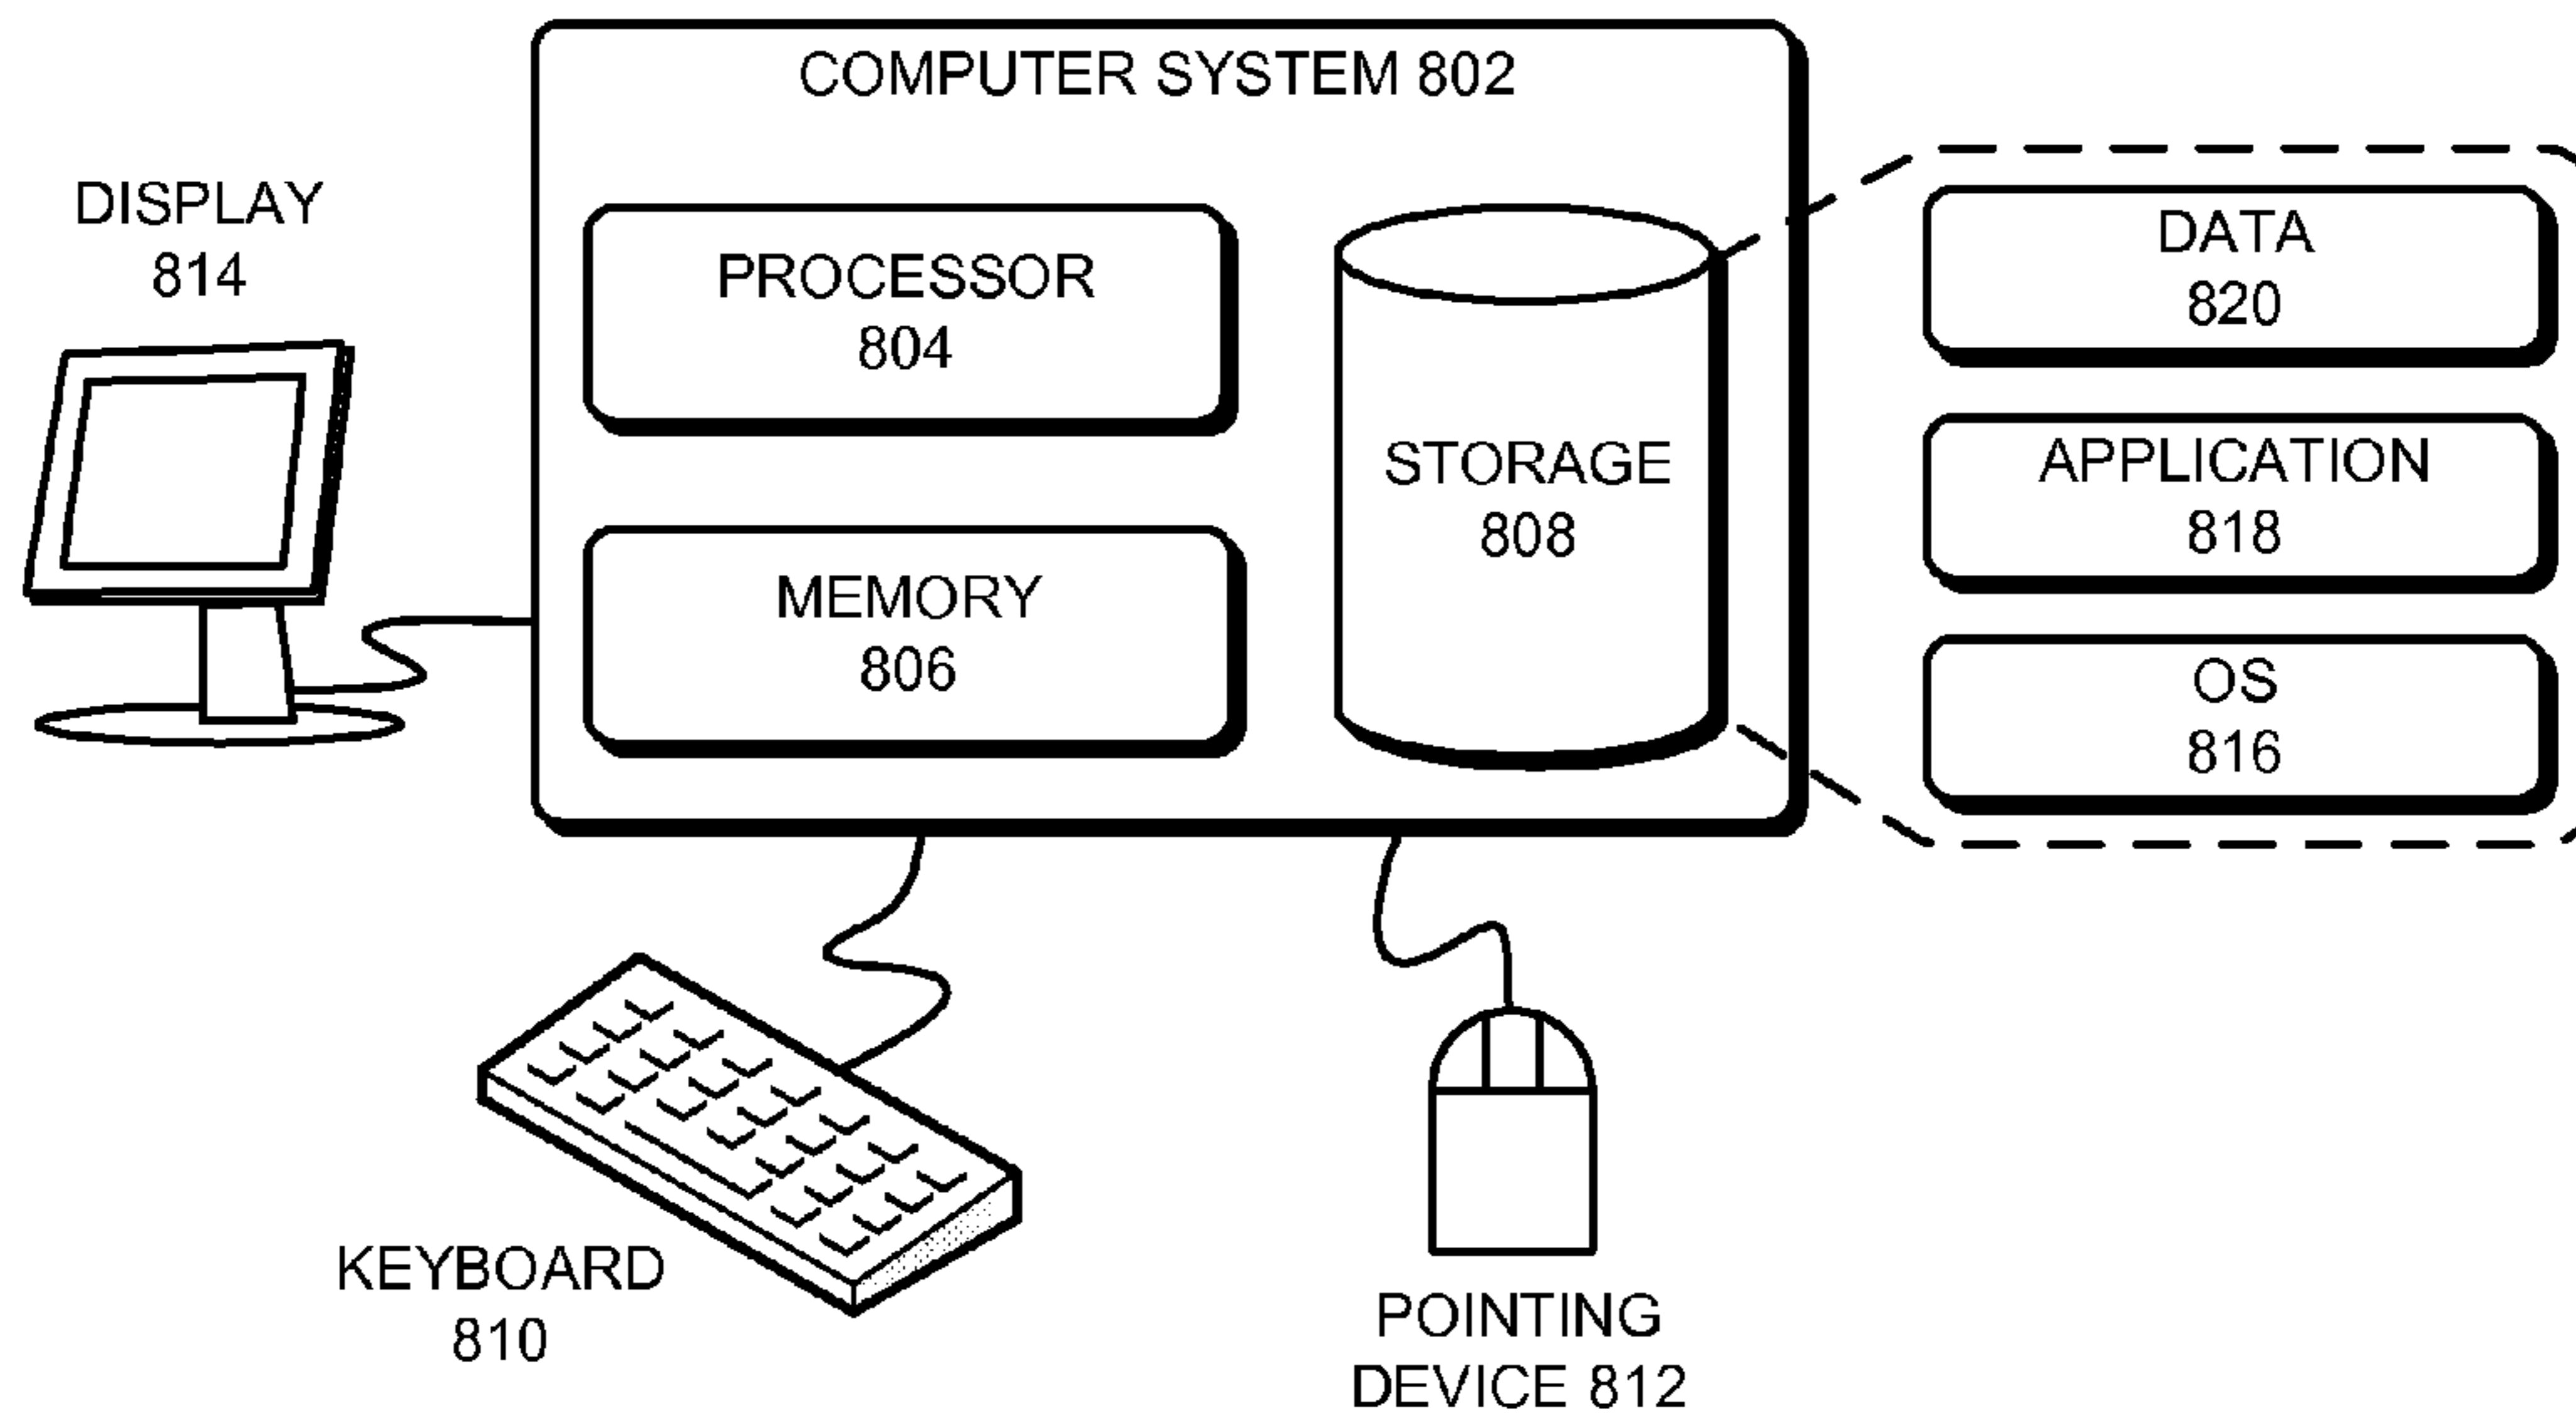 COMPUTER SYSTEM 802
DISPLAY
814
PROCESSOR
804
MEMORY
806
STORAGE
808
DATA
820
APPLICATION
818
OS
816
KEYBOARD
810
POINTING
DEVICE 812